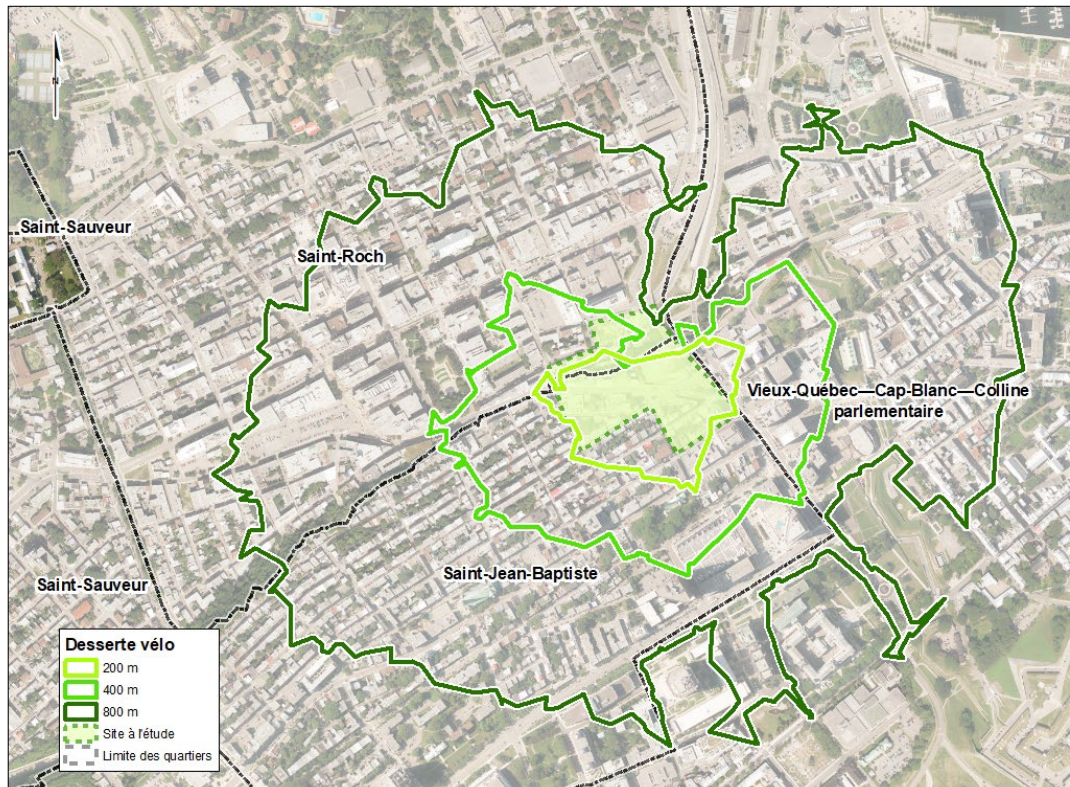 N
Saint-Sauveur
Saint-Roch
Vieux-Québec—Cap-Blanc—Colline
parlementaire
Saint-Jean-Baptiste
Saint-Sauveur
Desserte vélo
200 m
400 m
800 m
Site à l'étude
Limite des quartiers